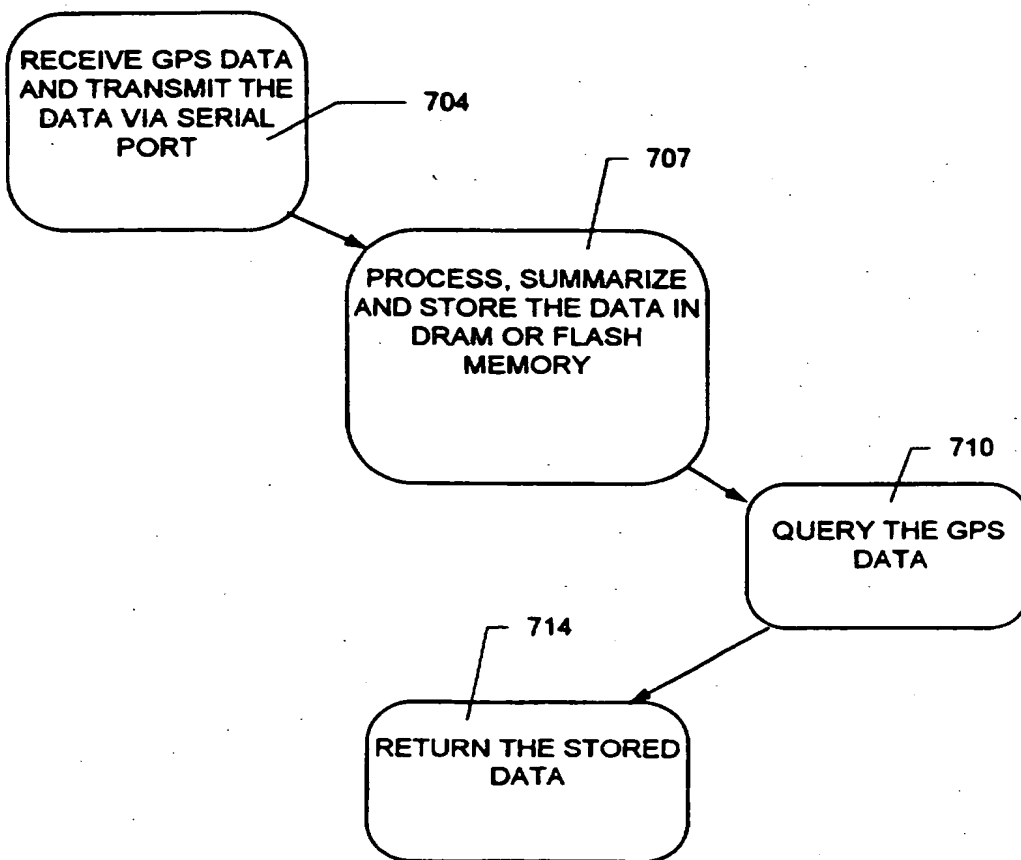 RECEIVE GPS DATA
AND TRANSMIT THE
DATA VIA SERIAL
PORT
704
707
PROCESS, SUMMARIZE
AND STORE THE DATA IN
DRAM OR FLASH
MEMORY
710
QUERY THE GPS
DATA
714
RETURN THE STORED
DATA